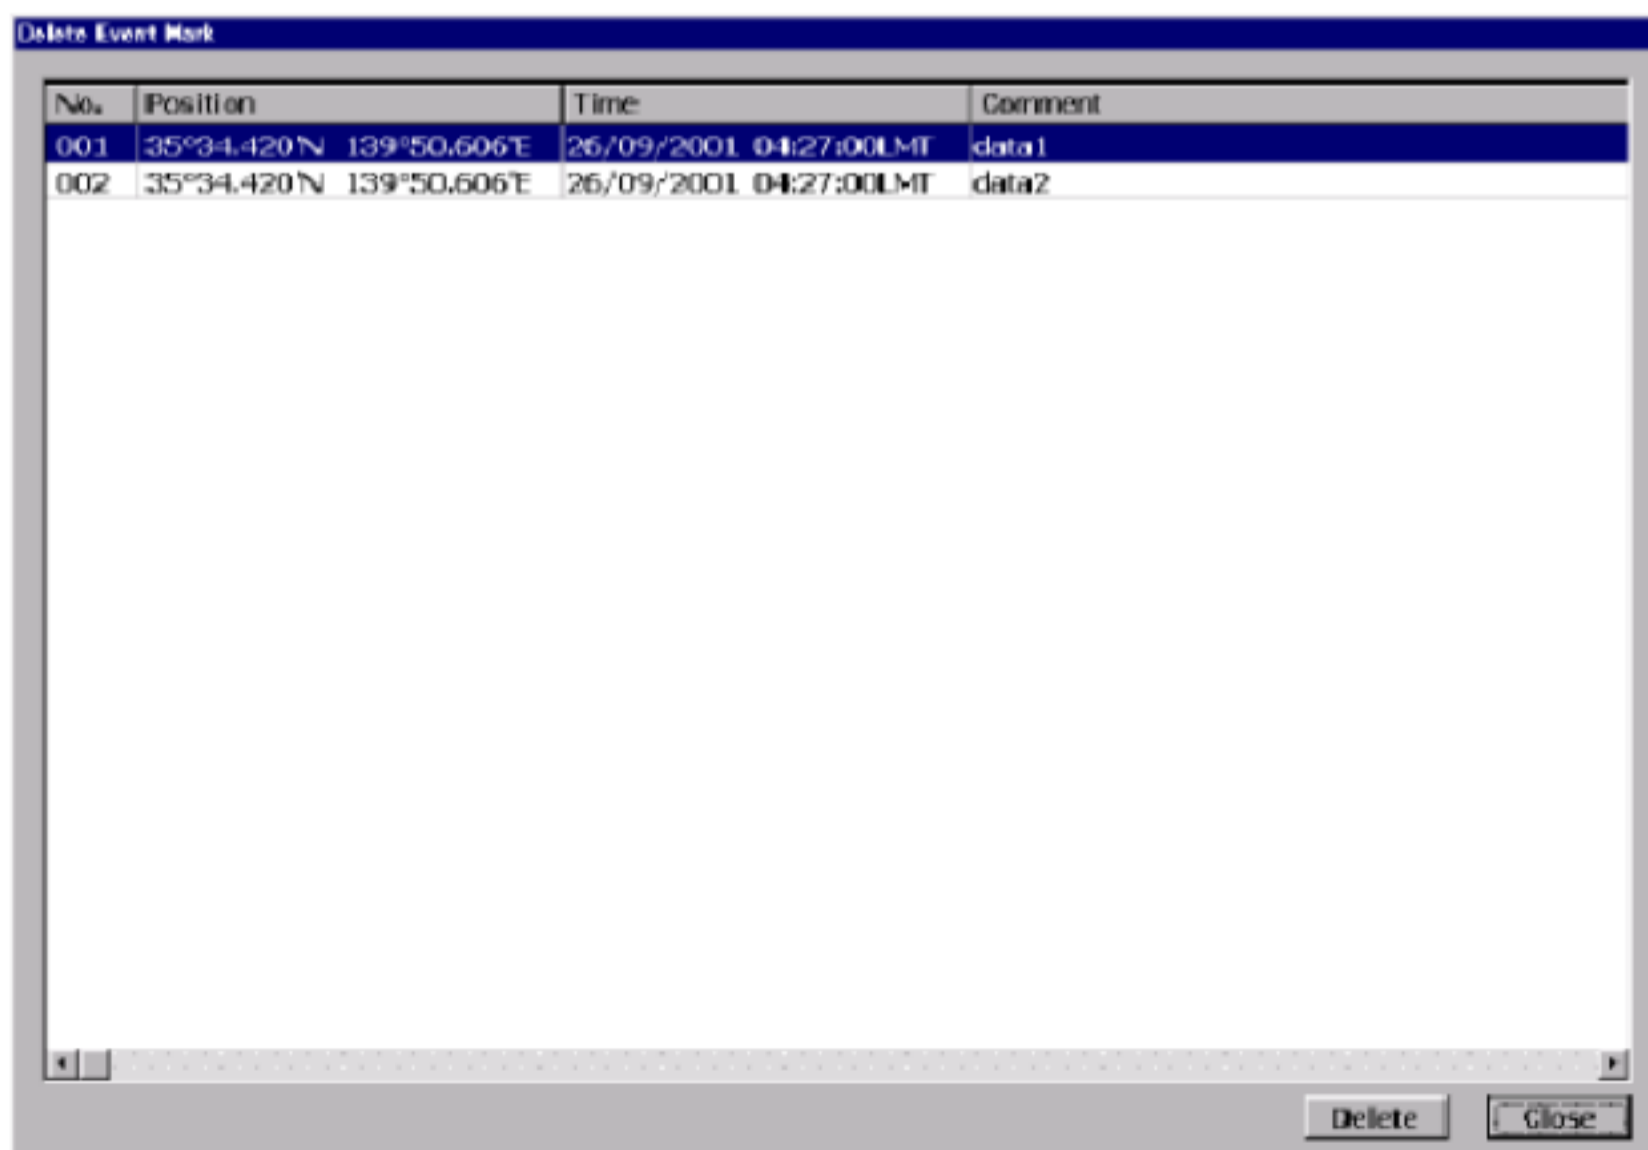 Delete Event Mark
No. Position Time Comment
001 35°34.420'N 139°50.606'E 26/09/2001 04:27:00LMT data1
002 35°34.420'N 139°50.606'E 26/09/2001 04:27:00LMT data2
Delete Close